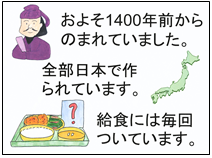 およそ1400年前から
のまれていました。
全部日本で作
られています。
?
給食には毎回
ついています。